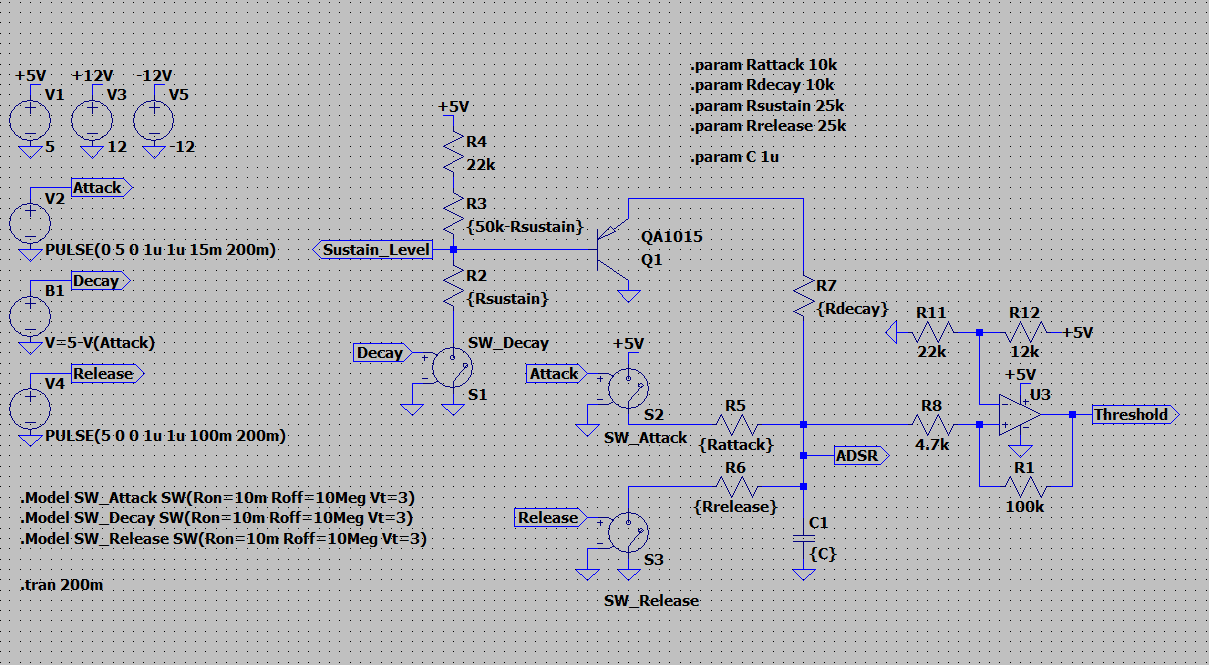 +5V
+12V
-12V
V1
V3
V5
+
−
+
−
+
−
5
12
-12
Attack
V2
+
−
PULSE(0 5 0 1u 1u 15m 200m)
Decay
B1
+
−
V=5-V(Attack)
Release
V4
+
−
PULSE(5 0 0 1u 1u 100m 200m)
.Model SW_Attack SW(Ron=10m Roff=10Meg Vt=3)
.Model SW_Decay SW(Ron=10m Roff=10Meg Vt=3)
.Model SW_Release SW(Ron=10m Roff=10Meg Vt=3)
.tran 200m
+5V
R4
22k
R3
{50k-Rsustain}
Sustain_Level
R2
{Rsustain}
Decay
+
−
SW_Decay
S1
QA1015
Q1
.param Rattack 10k
.param Rdecay 10k
.param Rsustain 25k
.param Rrelease 25k
.param C 1u
R7
{Rdecay}
+5V
Attack
+
−
S2
SW_Attack
R5
{Rattack}
ADSR
R6
{Rrelease}
Release
+
−
S3
SW_Release
C1
{C}
R11
22k
R12
12k
+5V
+5V
U3
+
−
−
+
R8
4.7k
R1
100k
Threshold